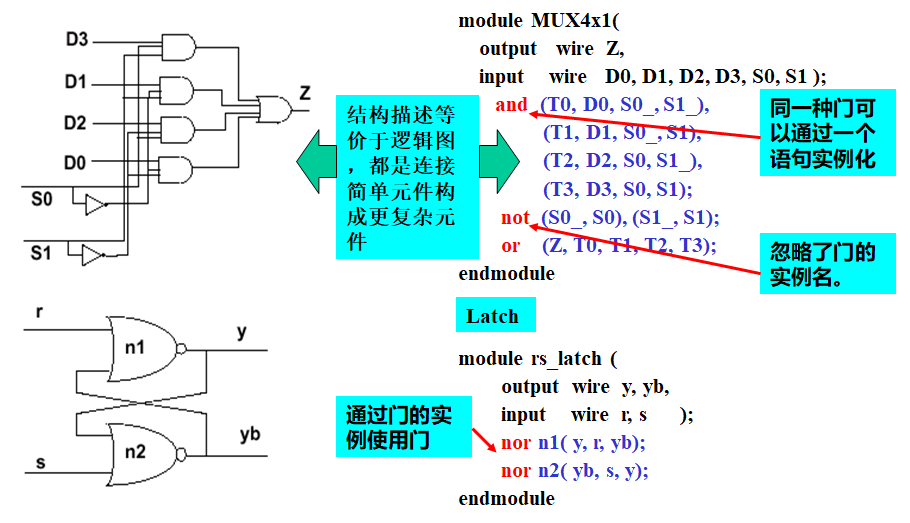 D3
D1
D2
D0
S0
S1
Z
结构描述等
价于逻辑图
，都是连接
简单元件构
成更复杂元
件
module MUX4x1(
output wire Z,
input wire D0, D1, D2, D3, S0, S1 );
and (T0, D0, S0_, S1_),
(T1, D1, S0_, S1),
(T2, D2, S0, S1_),
(T3, D3, S0, S1);
not (S0_, S0), (S1_, S1);
or (Z, T0, T1, T2, T3);
endmodule
同一种门可
以通过一个
语句实例化
忽略了门的
实例名。
Latch
r
n1
y
n2
yb
s
通过门的实
例使用门
module rs_latch (
output wire y, yb,
input wire r, s );
nor n1( y, r, yb);
nor n2( yb, s, y);
endmodule